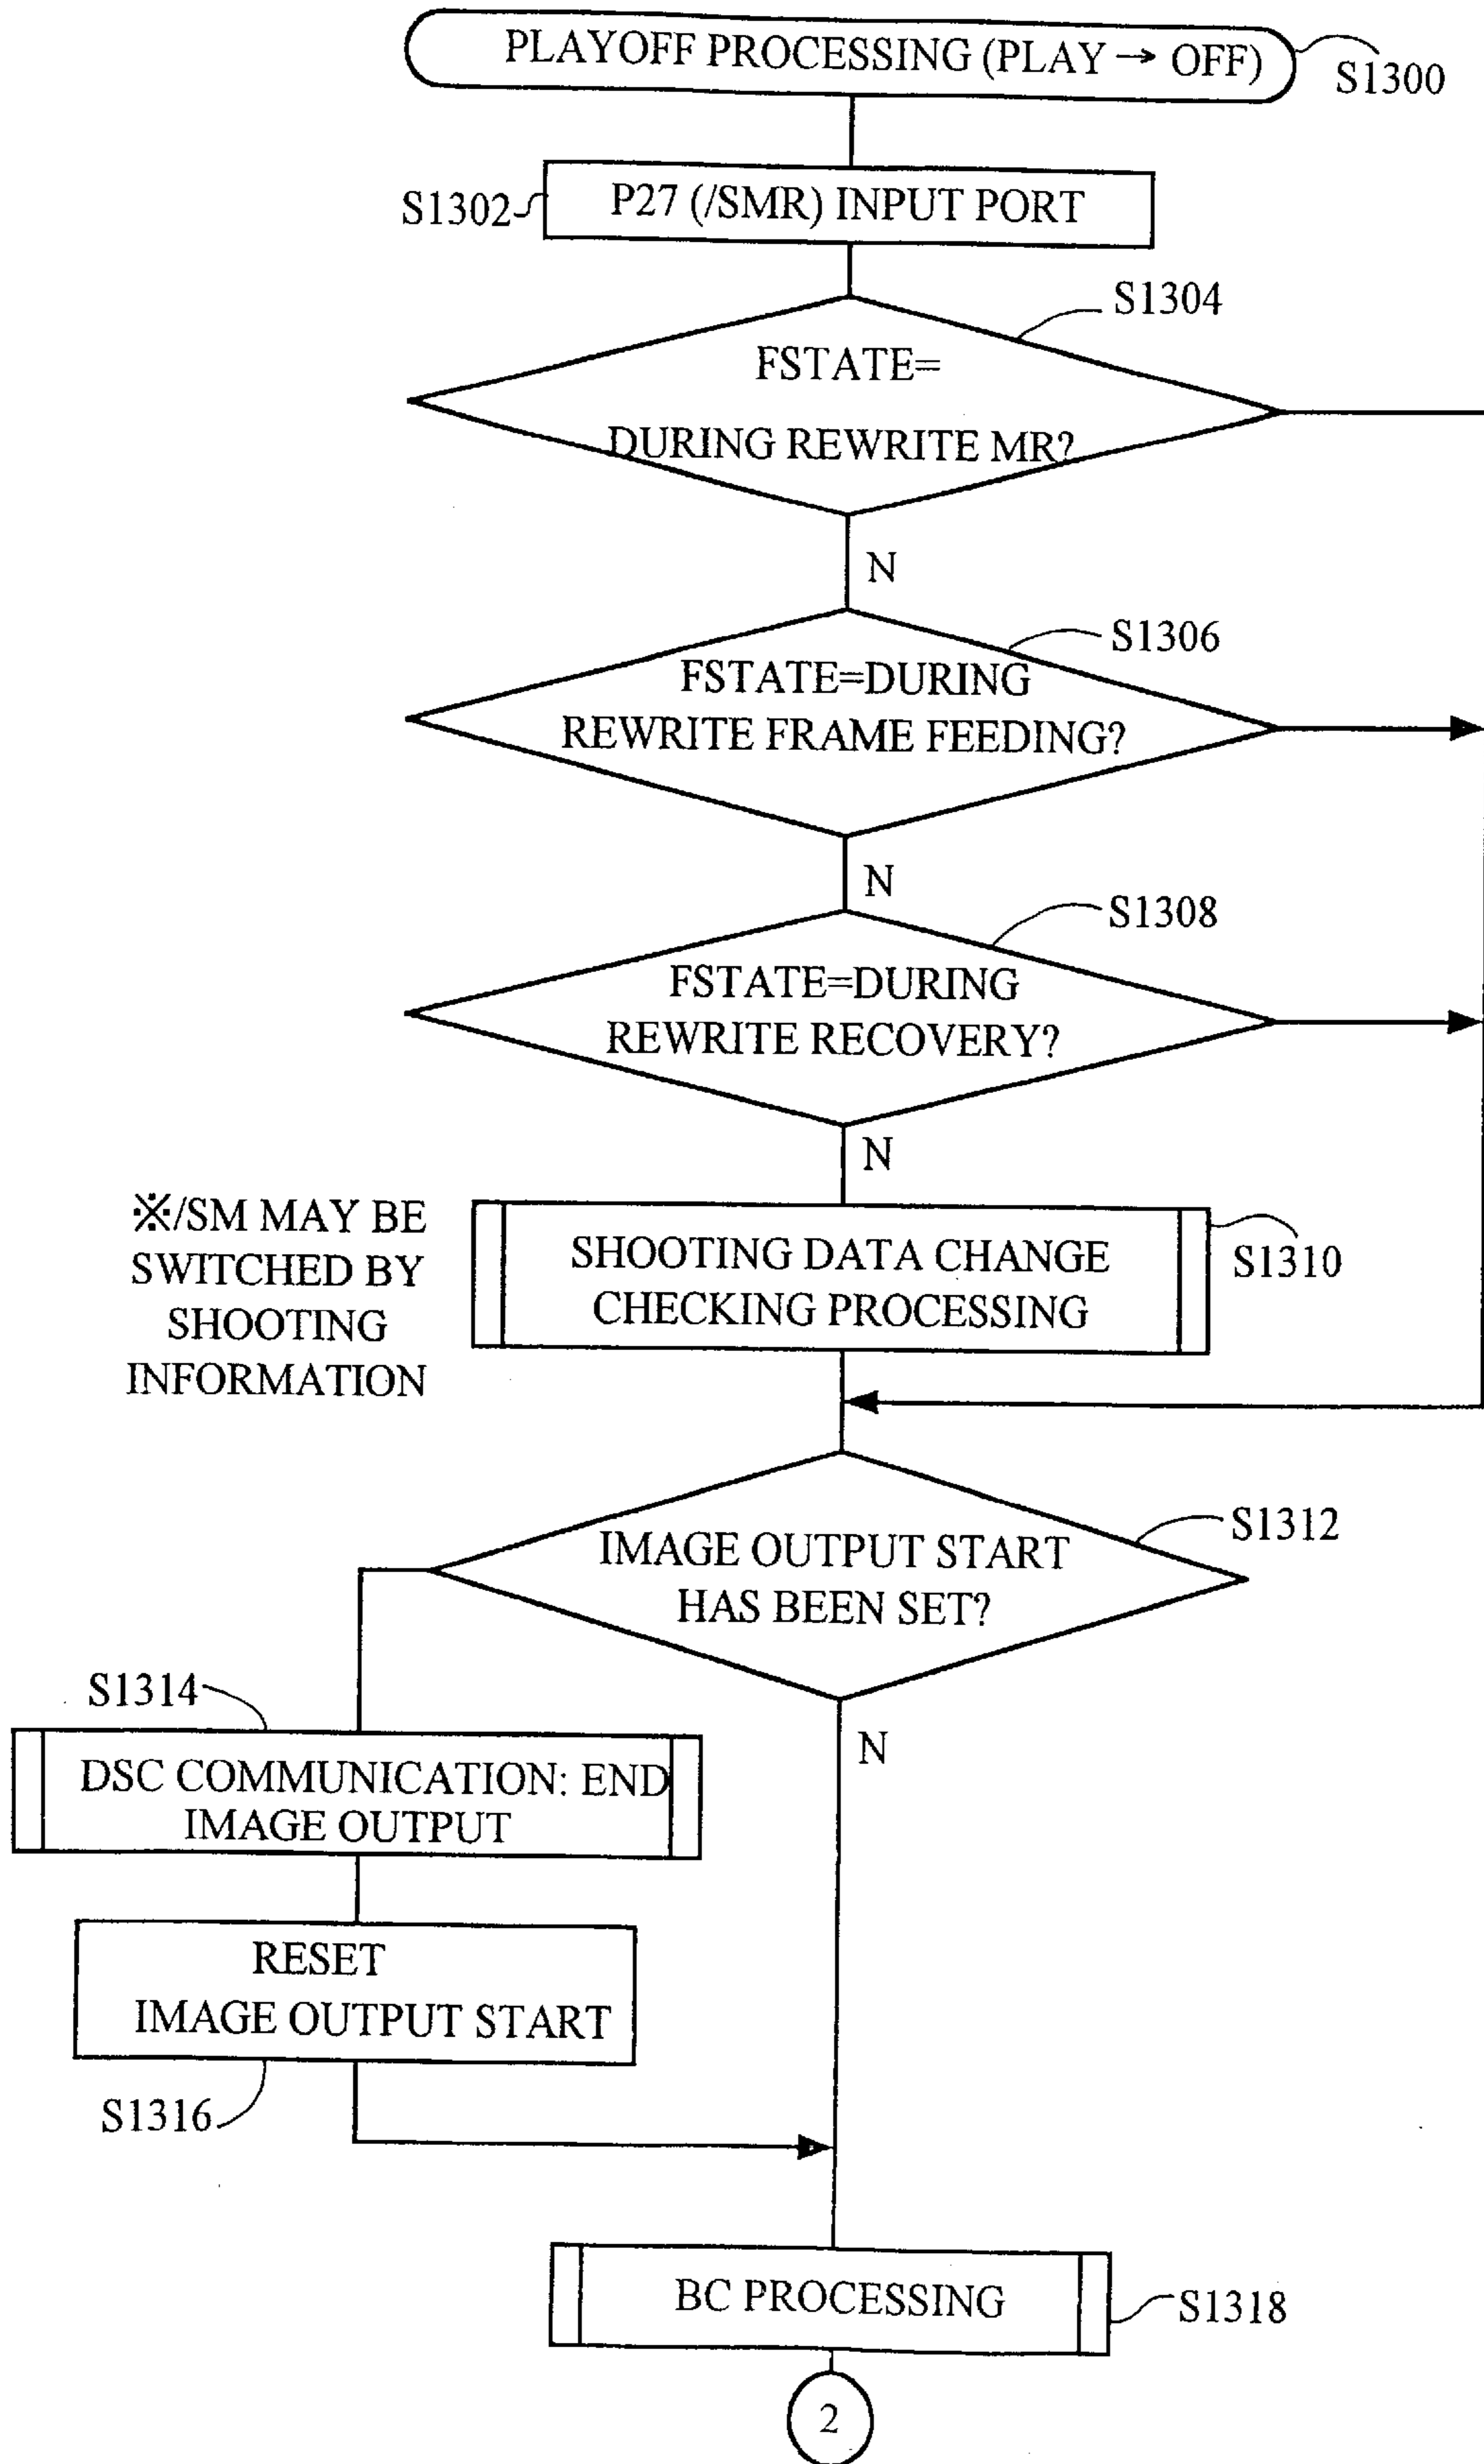 PLAYOFF PROCESSING (PLAY → OFF)
S1300
S1302
P27 (/SMR) INPUT PORT
S1304
FSTATE=
DURING REWRITE MR?
N
S1306
FSTATE=DURING
REWRITE FRAME FEEDING?
N
S1308
FSTATE=DURING
REWRITE RECOVERY?
N
※/SM MAY BE
SWITCHED BY
SHOOTING
INFORMATION
SHOOTING DATA CHANGE
CHECKING PROCESSING
S1310
S1312
IMAGE OUTPUT START
HAS BEEN SET?
S1314
N
DSC COMMUNICATION: END
IMAGE OUTPUT
RESET
IMAGE OUTPUT START
S1316
BC PROCESSING
S1318
2